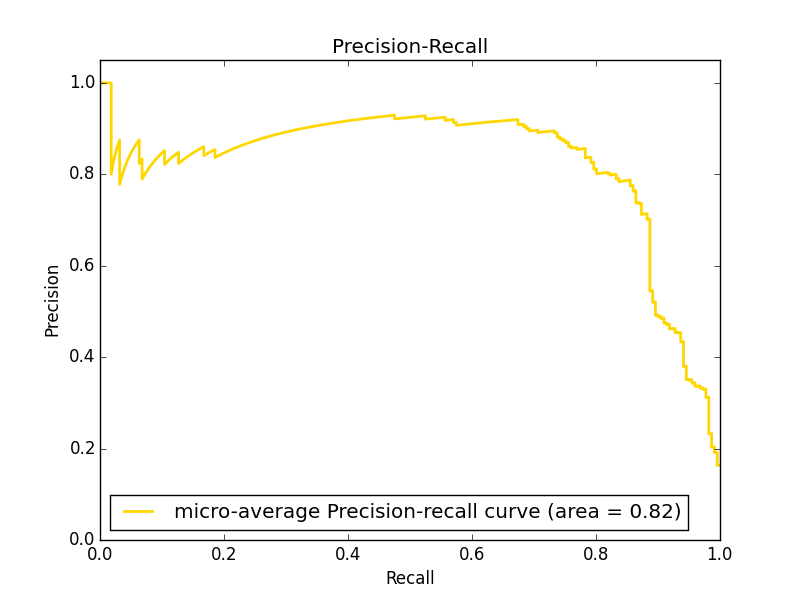 Precision-Recall
1.0
0.8
0.6
0.4
0.2
0.0
Precision
micro-average Precision-recall curve (area = 0.82)
0.0 0.2 0.4 0.6 0.8 1.0
Recall